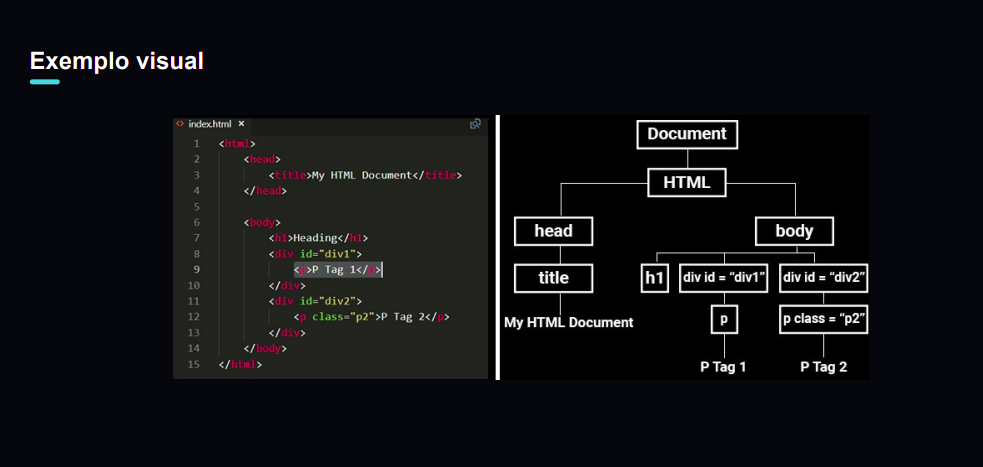 Exemplo visual
<> index.html ×
1 <html>
2 <head>
3 <title>My HTML Document</title>
4 </head>
5
6 <body>
7 <h1>Heading</h1>
8 <div id="div1">
9 <p>P Tag 1</p>
10 </div>
11 <div id="div2">
12 <p class="p2">P Tag 2</p>
13 </div>
14 </body>
15 </html>
Document
HTML
head
body
title
h1
div id = “div1”
div id = “div2”
My HTML Document
p
p class = “p2”
P Tag 1
P Tag 2